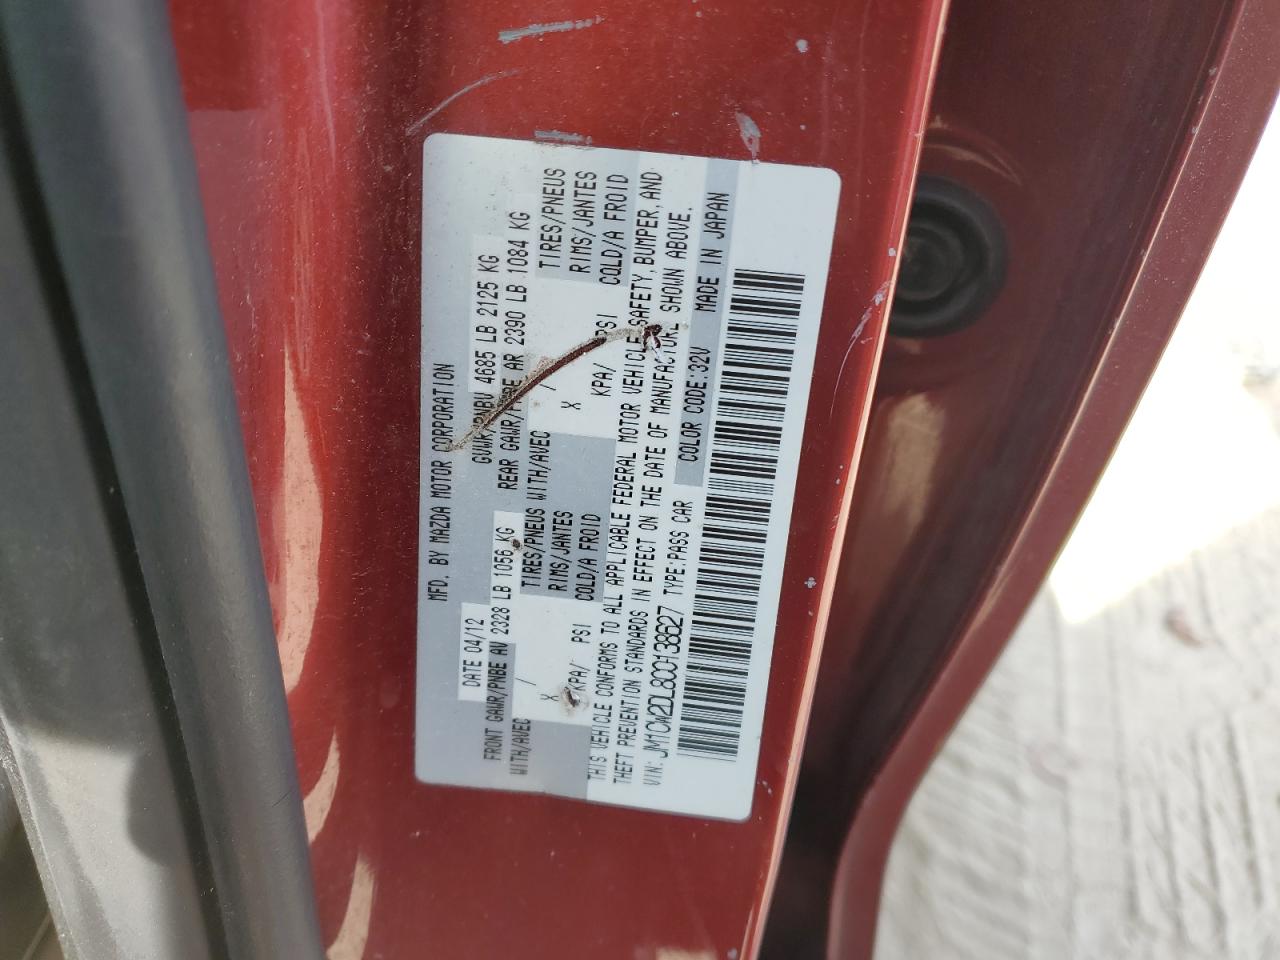 MFD. BY MAZDA MOTOR CORPORATION
DATE 04/12 GVWR/PNBV 4685 LB 2125 KG
FRONT GAWR/PNBE AV 2328 LB 1056 KG REAR GAWR/PNBE AR 2390 LB 1084 KG
WITH/AVEC TIRES/PNEUS WITH/AVEC TIRES/PNEUS
X / RIMS/JANTES X / RIMS/JANTES
KPA/ PSI COLD/A FROID KPA/ PSI COLD/A FROID
THIS VEHICLE CONFORMS TO ALL APPLICABLE FEDERAL MOTOR VEHICLE SAFETY, BUMPER, AND
THEFT PREVENTION STANDARDS IN EFFECT ON THE DATE OF MANUFACTURE SHOWN ABOVE.
VIN: JM1CW2DL8C0138627 TYPE: PASS CAR COLOR CODE: 32V MADE IN JAPAN